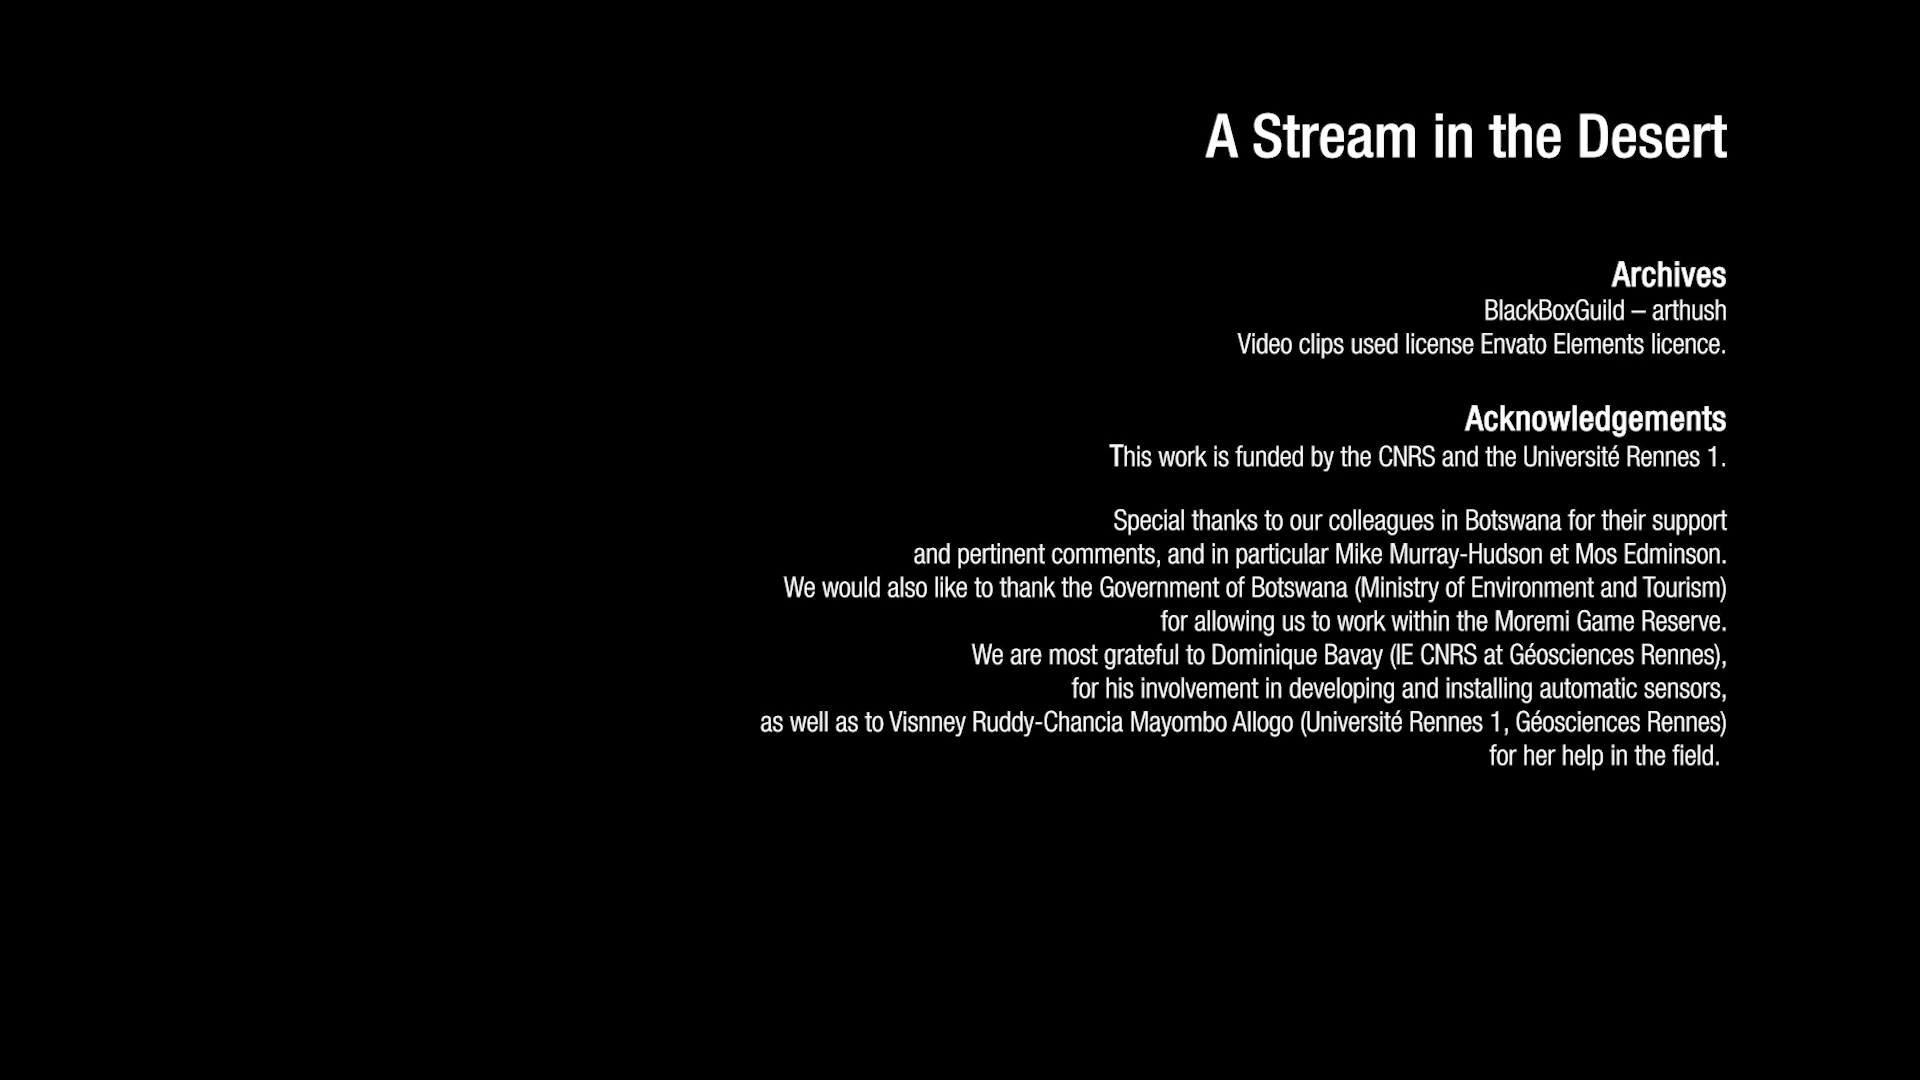 A Stream in the Desert
Archives
BlackBoxGuild – arthush
Video clips used license Envato Elements licence.
Acknowledgements
This work is funded by the CNRS and the Université Rennes 1.
Special thanks to our colleagues in Botswana for their support
and pertinent comments, and in particular Mike Murray-Hudson et Mos Edminson.
We would also like to thank the Government of Botswana (Ministry of Environment and Tourism)
for allowing us to work within the Moremi Game Reserve.
We are most grateful to Dominique Bavay (IE CNRS at Géosciences Rennes),
for his involvement in developing and installing automatic sensors,
as well as to Visnney Ruddy-Chancia Mayombo Allogo (Université Rennes 1, Géosciences Rennes)
for her help in the field.